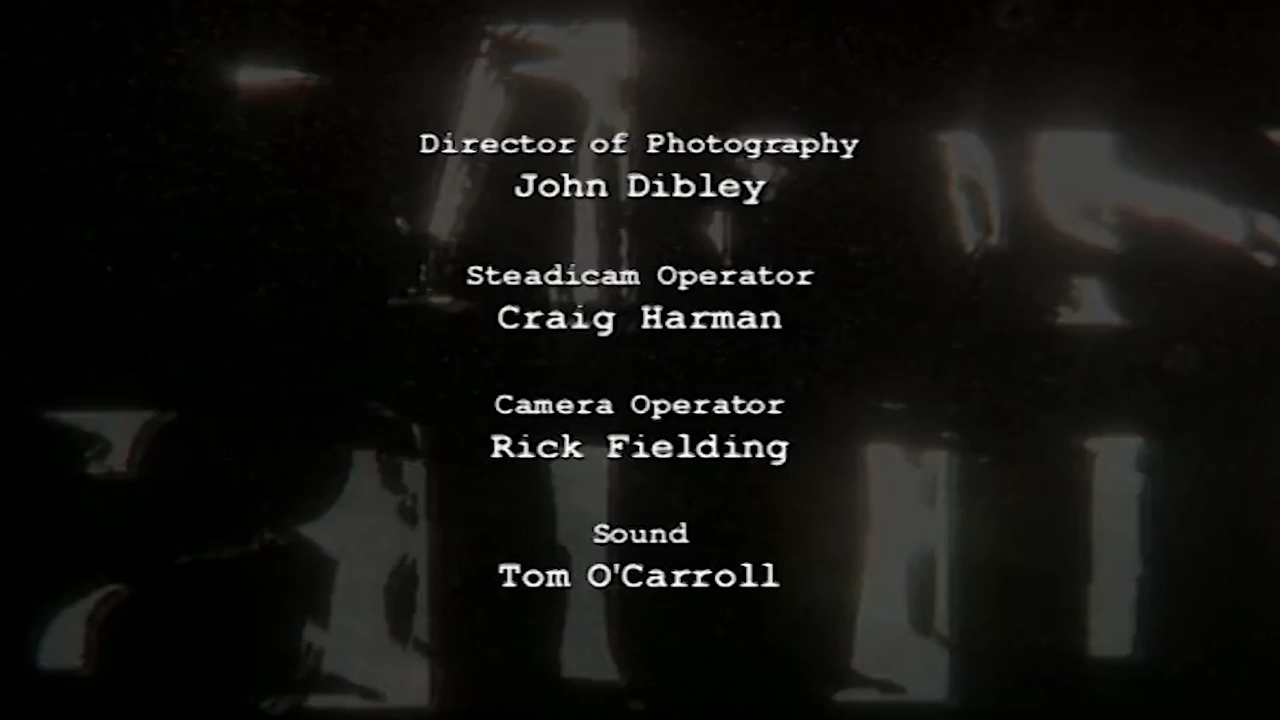 Director of Photography
John Dibley
Steadicam Operator
Craig Harman
Camera Operator
Rick Fielding
Sound
Tom O'Carroll